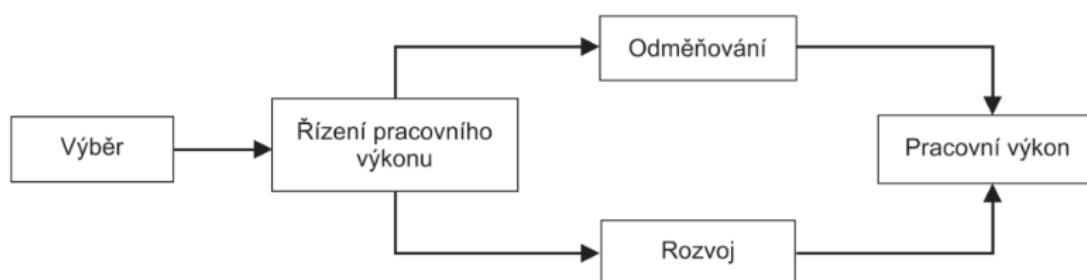 Výběr
Řízení pracovního
výkonu
Odměňování
Rozvoj
Pracovní výkon